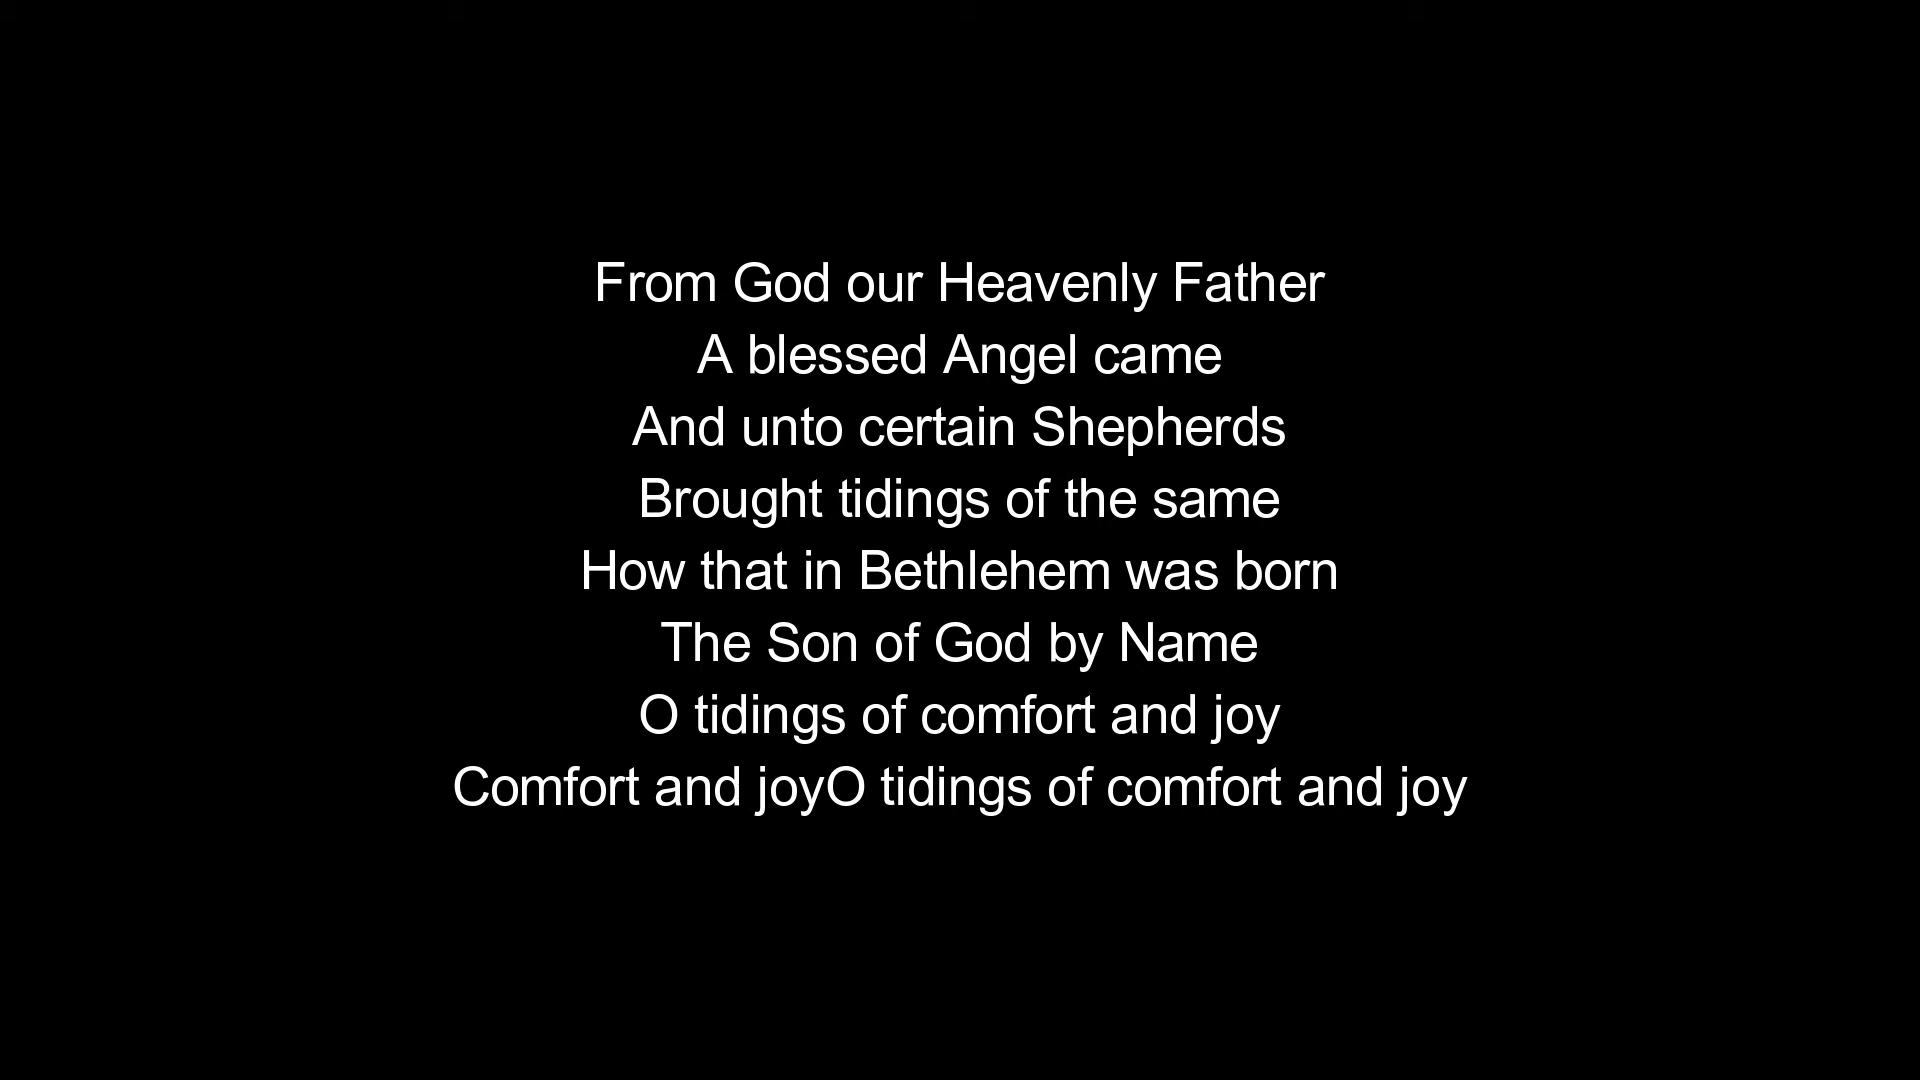 From God our Heavenly Father
A blessed Angel came
And unto certain Shepherds
Brought tidings of the same
How that in Bethlehem was born
The Son of God by Name
O tidings of comfort and joy
Comfort and joyO tidings of comfort and joy